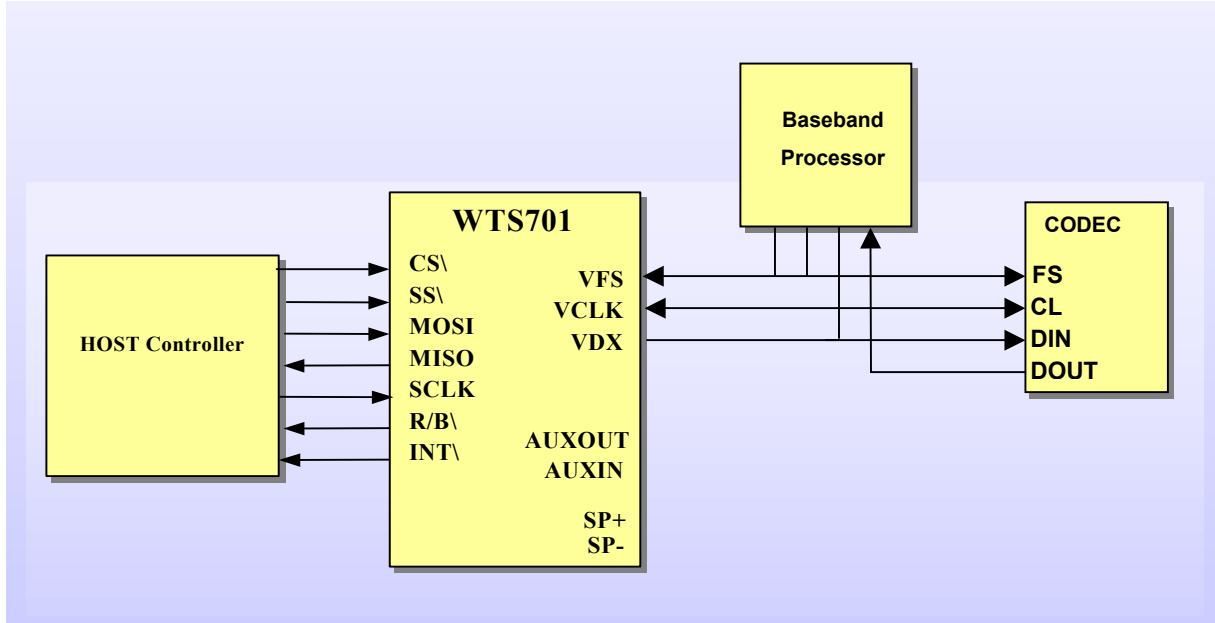 Baseband
Processor
WTS701
CODEC
HOST Controller
CS\
SS\
MOSI
MISO
SCLK
R/B\
INT\
VFS
VCLK
VDX
AUXOUT
AUXIN
SP+
SP-
FS
CL
DIN
DOUT